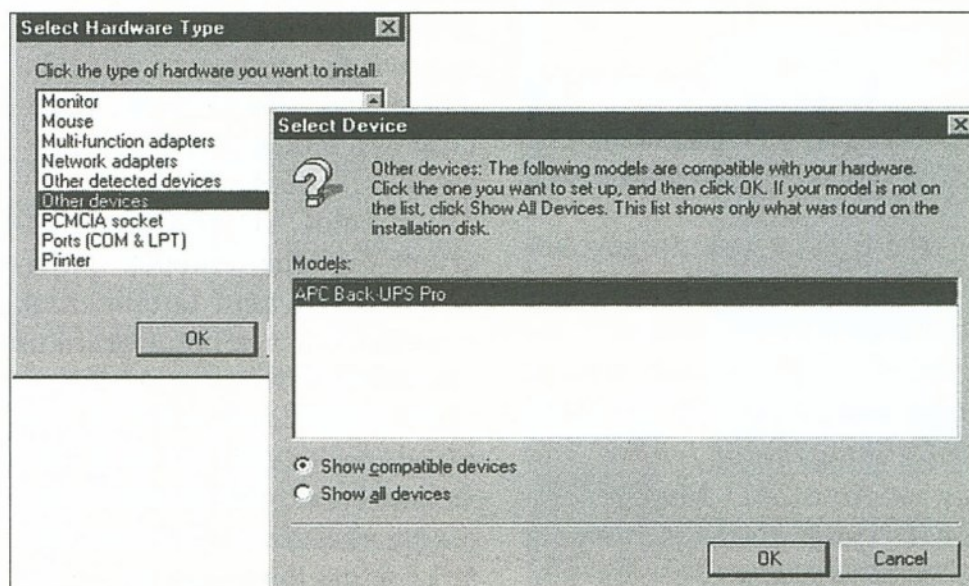 Select Hardware Type
Click the type of hardware you want to install.
Monitor
Mouse
Multi-function adapters
Network adapters
Other detected devices
Other devices
PCMCIA socket
Ports (COM & LPT)
Printer
OK
Select Device
Other devices: The following models are compatible with your hardware.
Click the one you want to set up, and then click OK. If your model is not on
the list, click Show All Devices. This list shows only what was found on the
installation disk.
Models:
APC Back-UPS Pro
Show compatible devices
Show all devices
OK
Cancel